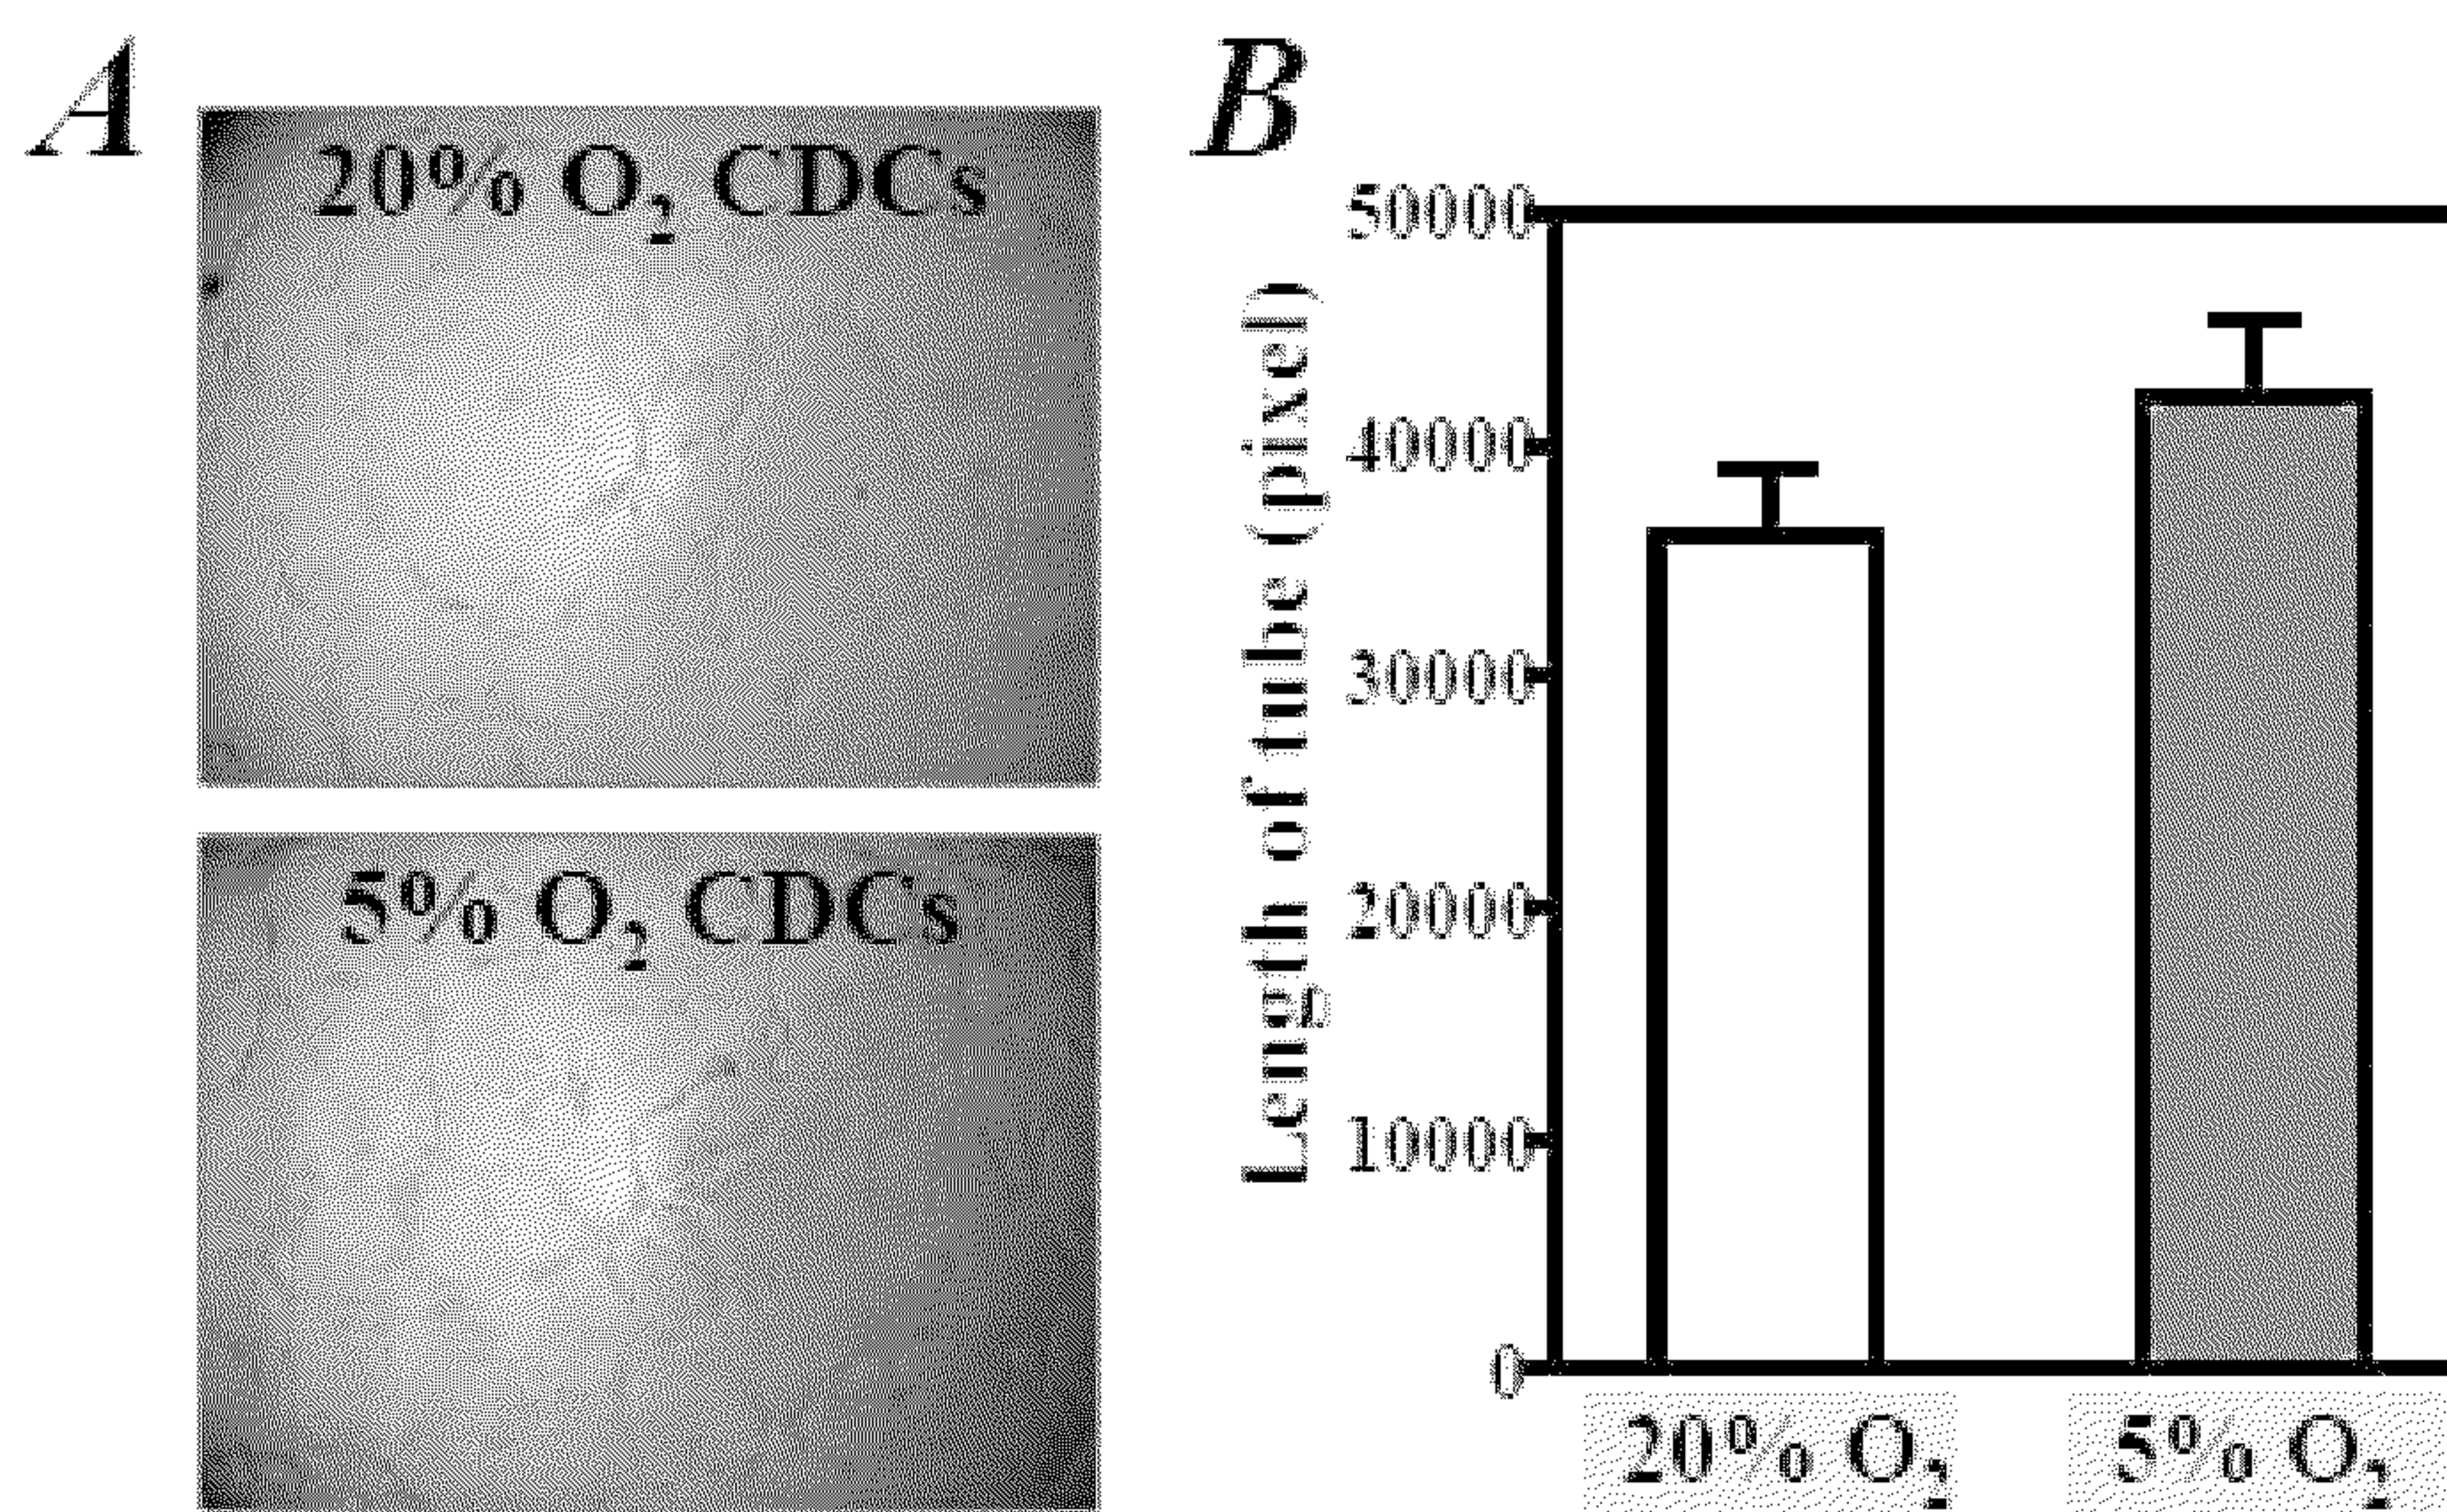 A
20% O₂ CDCs
5% O₂ CDCs
B
Length of tube (pixel)
50000
40000
30000
20000
10000
0
20% O₂
5% O₂